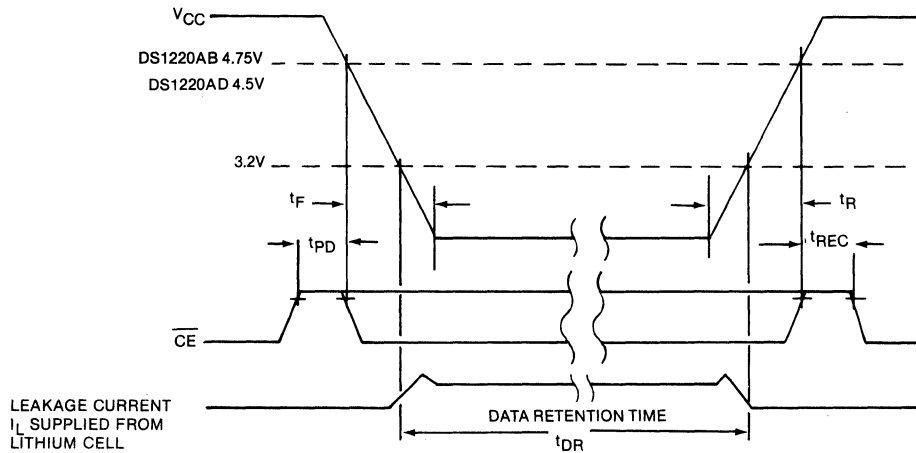 VCC
DS1220AB 4.75V
DS1220AD 4.5V
3.2V
tF
tR
tPD
tREC
CE
LEAKAGE CURRENT
IL SUPPLIED FROM
LITHIUM CELL
DATA RETENTION TIME
tDR